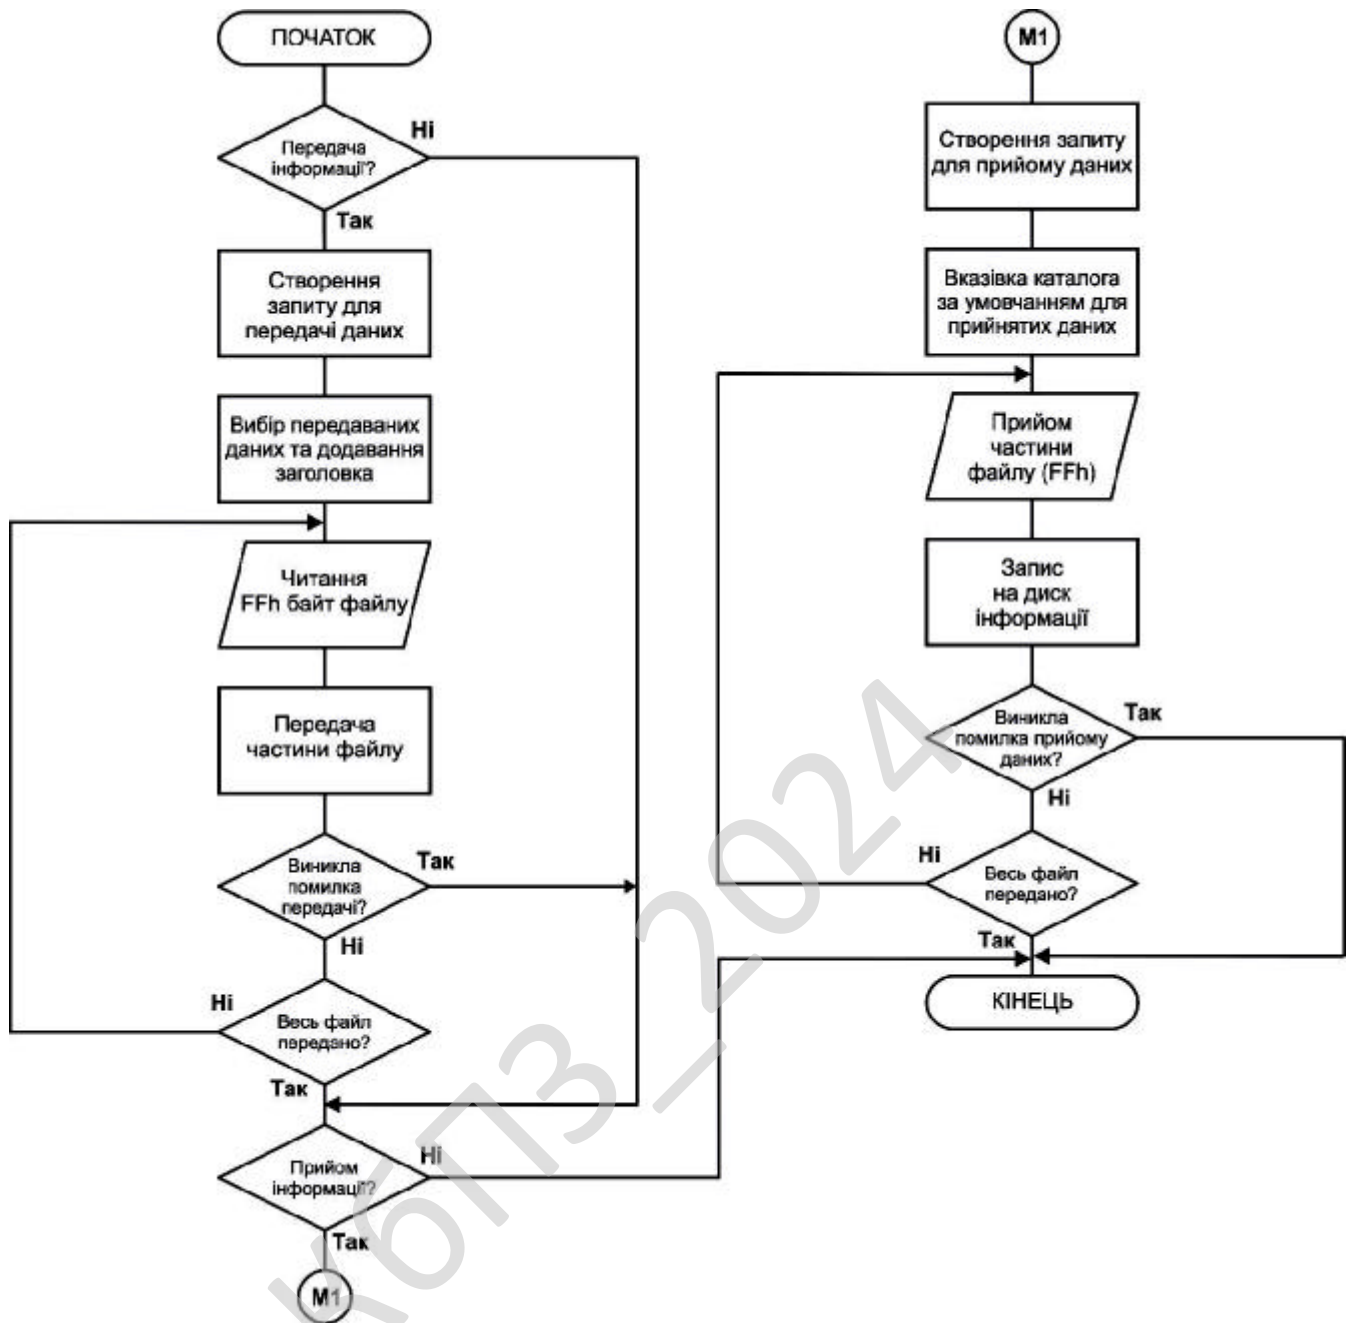 ПОЧАТОК
Передача
інформації?
Ні
Так
Створення
запиту для
передачі даних
Вибір передаваних
даних та додавання
заголовка
Читання
FFh байт файлу
Передача
частини файлу
Виникла
помилка
передачі?
Так
Ні
Весь файл
передано?
Ні
Так
Прийом
інформації?
Ні
Так
М1
М1
Створення запиту
для прийому даних
Вказівка каталога
за умовчанням для
прийнятих даних
Прийом
частини
файлу (FFh)
Запис
на диск
інформації
Виникла
помилка прийому
даних?
Так
Ні
Весь файл
передано?
Ні
Так
КІНЕЦЬ
КбПЗ_2024